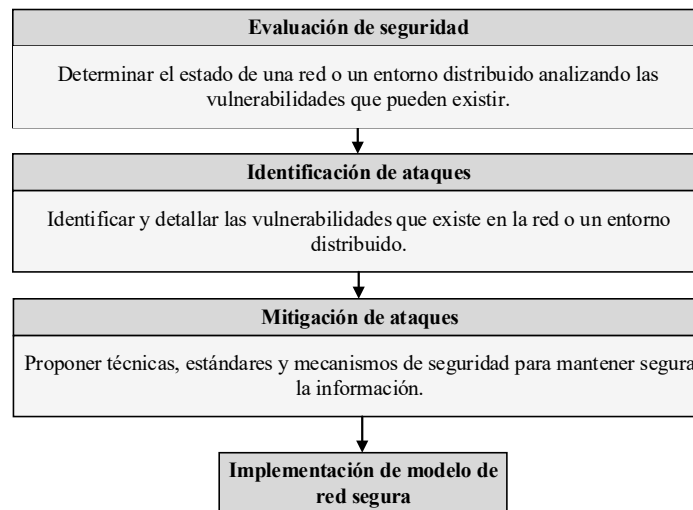 Evaluación de seguridad
Determinar el estado de una red o un entorno distribuido analizando las
vulnerabilidades que pueden existir.
Identificación de ataques
Identificar y detallar las vulnerabilidades que existe en la red o un entorno
distribuido.
Mitigación de ataques
Proponer técnicas, estándares y mecanismos de seguridad para mantener segura
la información.
Implementación de modelo de
red segura